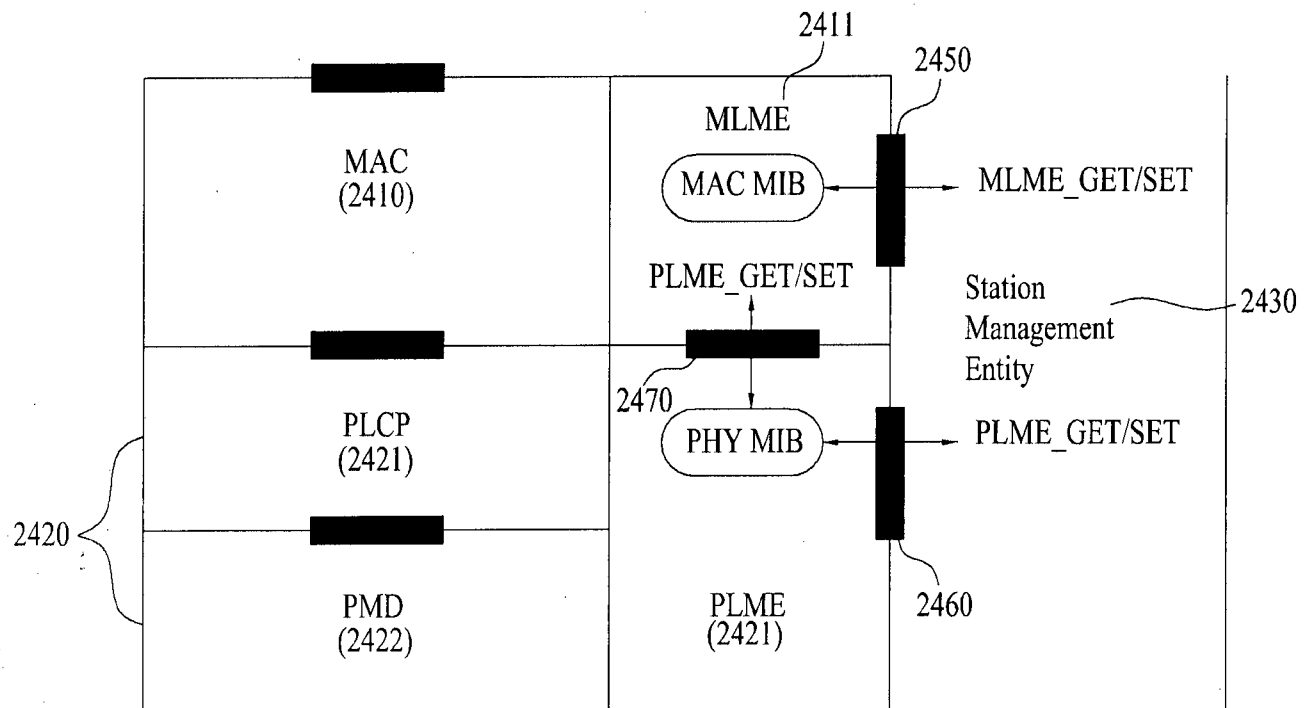 2411
2450
MLME
MAC
(2410)
MAC MIB
MLME_GET/SET
PLME_GET/SET
Station
Management
Entity
2430
2470
PLCP
(2421)
PHY MIB
PLME_GET/SET
2420
2460
PMD
(2422)
PLME
(2421)